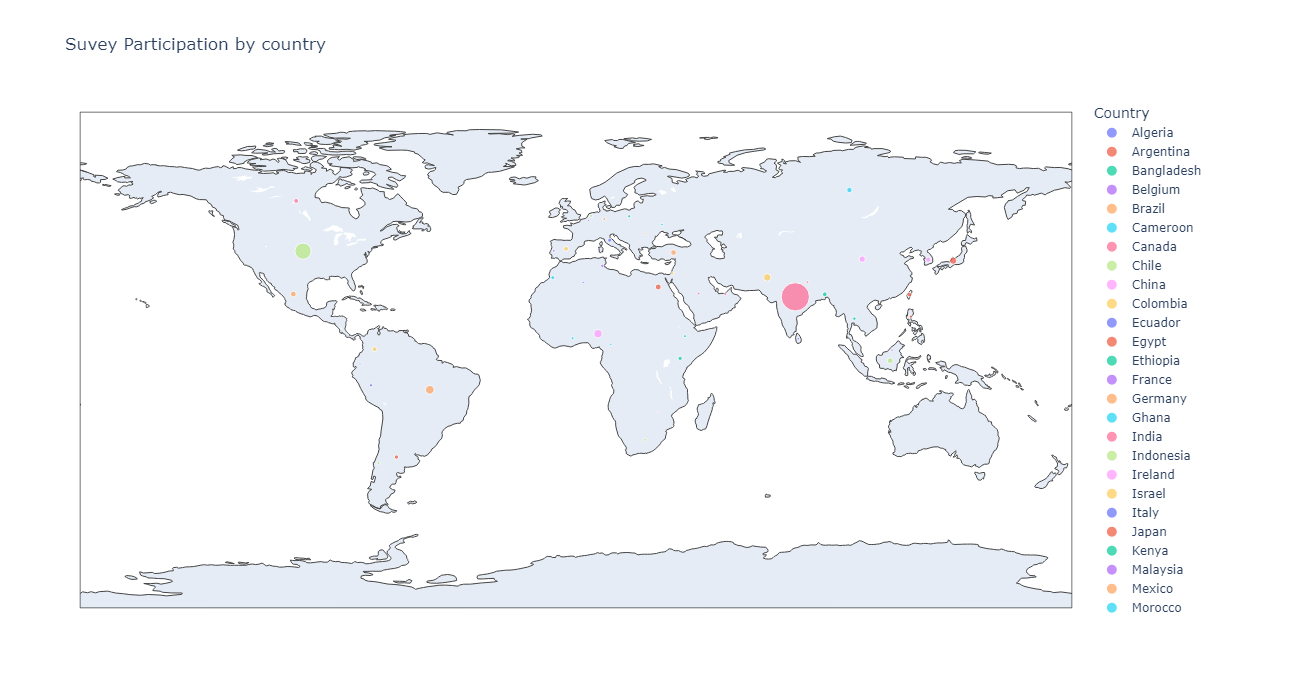 Suvey Participation by country
Country
Algeria
Argentina
Bangladesh
Belgium
Brazil
Cameroon
Canada
Chile
China
Colombia
Ecuador
Egypt
Ethiopia
France
Germany
Ghana
India
Indonesia
Ireland
Israel
Italy
Japan
Kenya
Malaysia
Mexico
Morocco